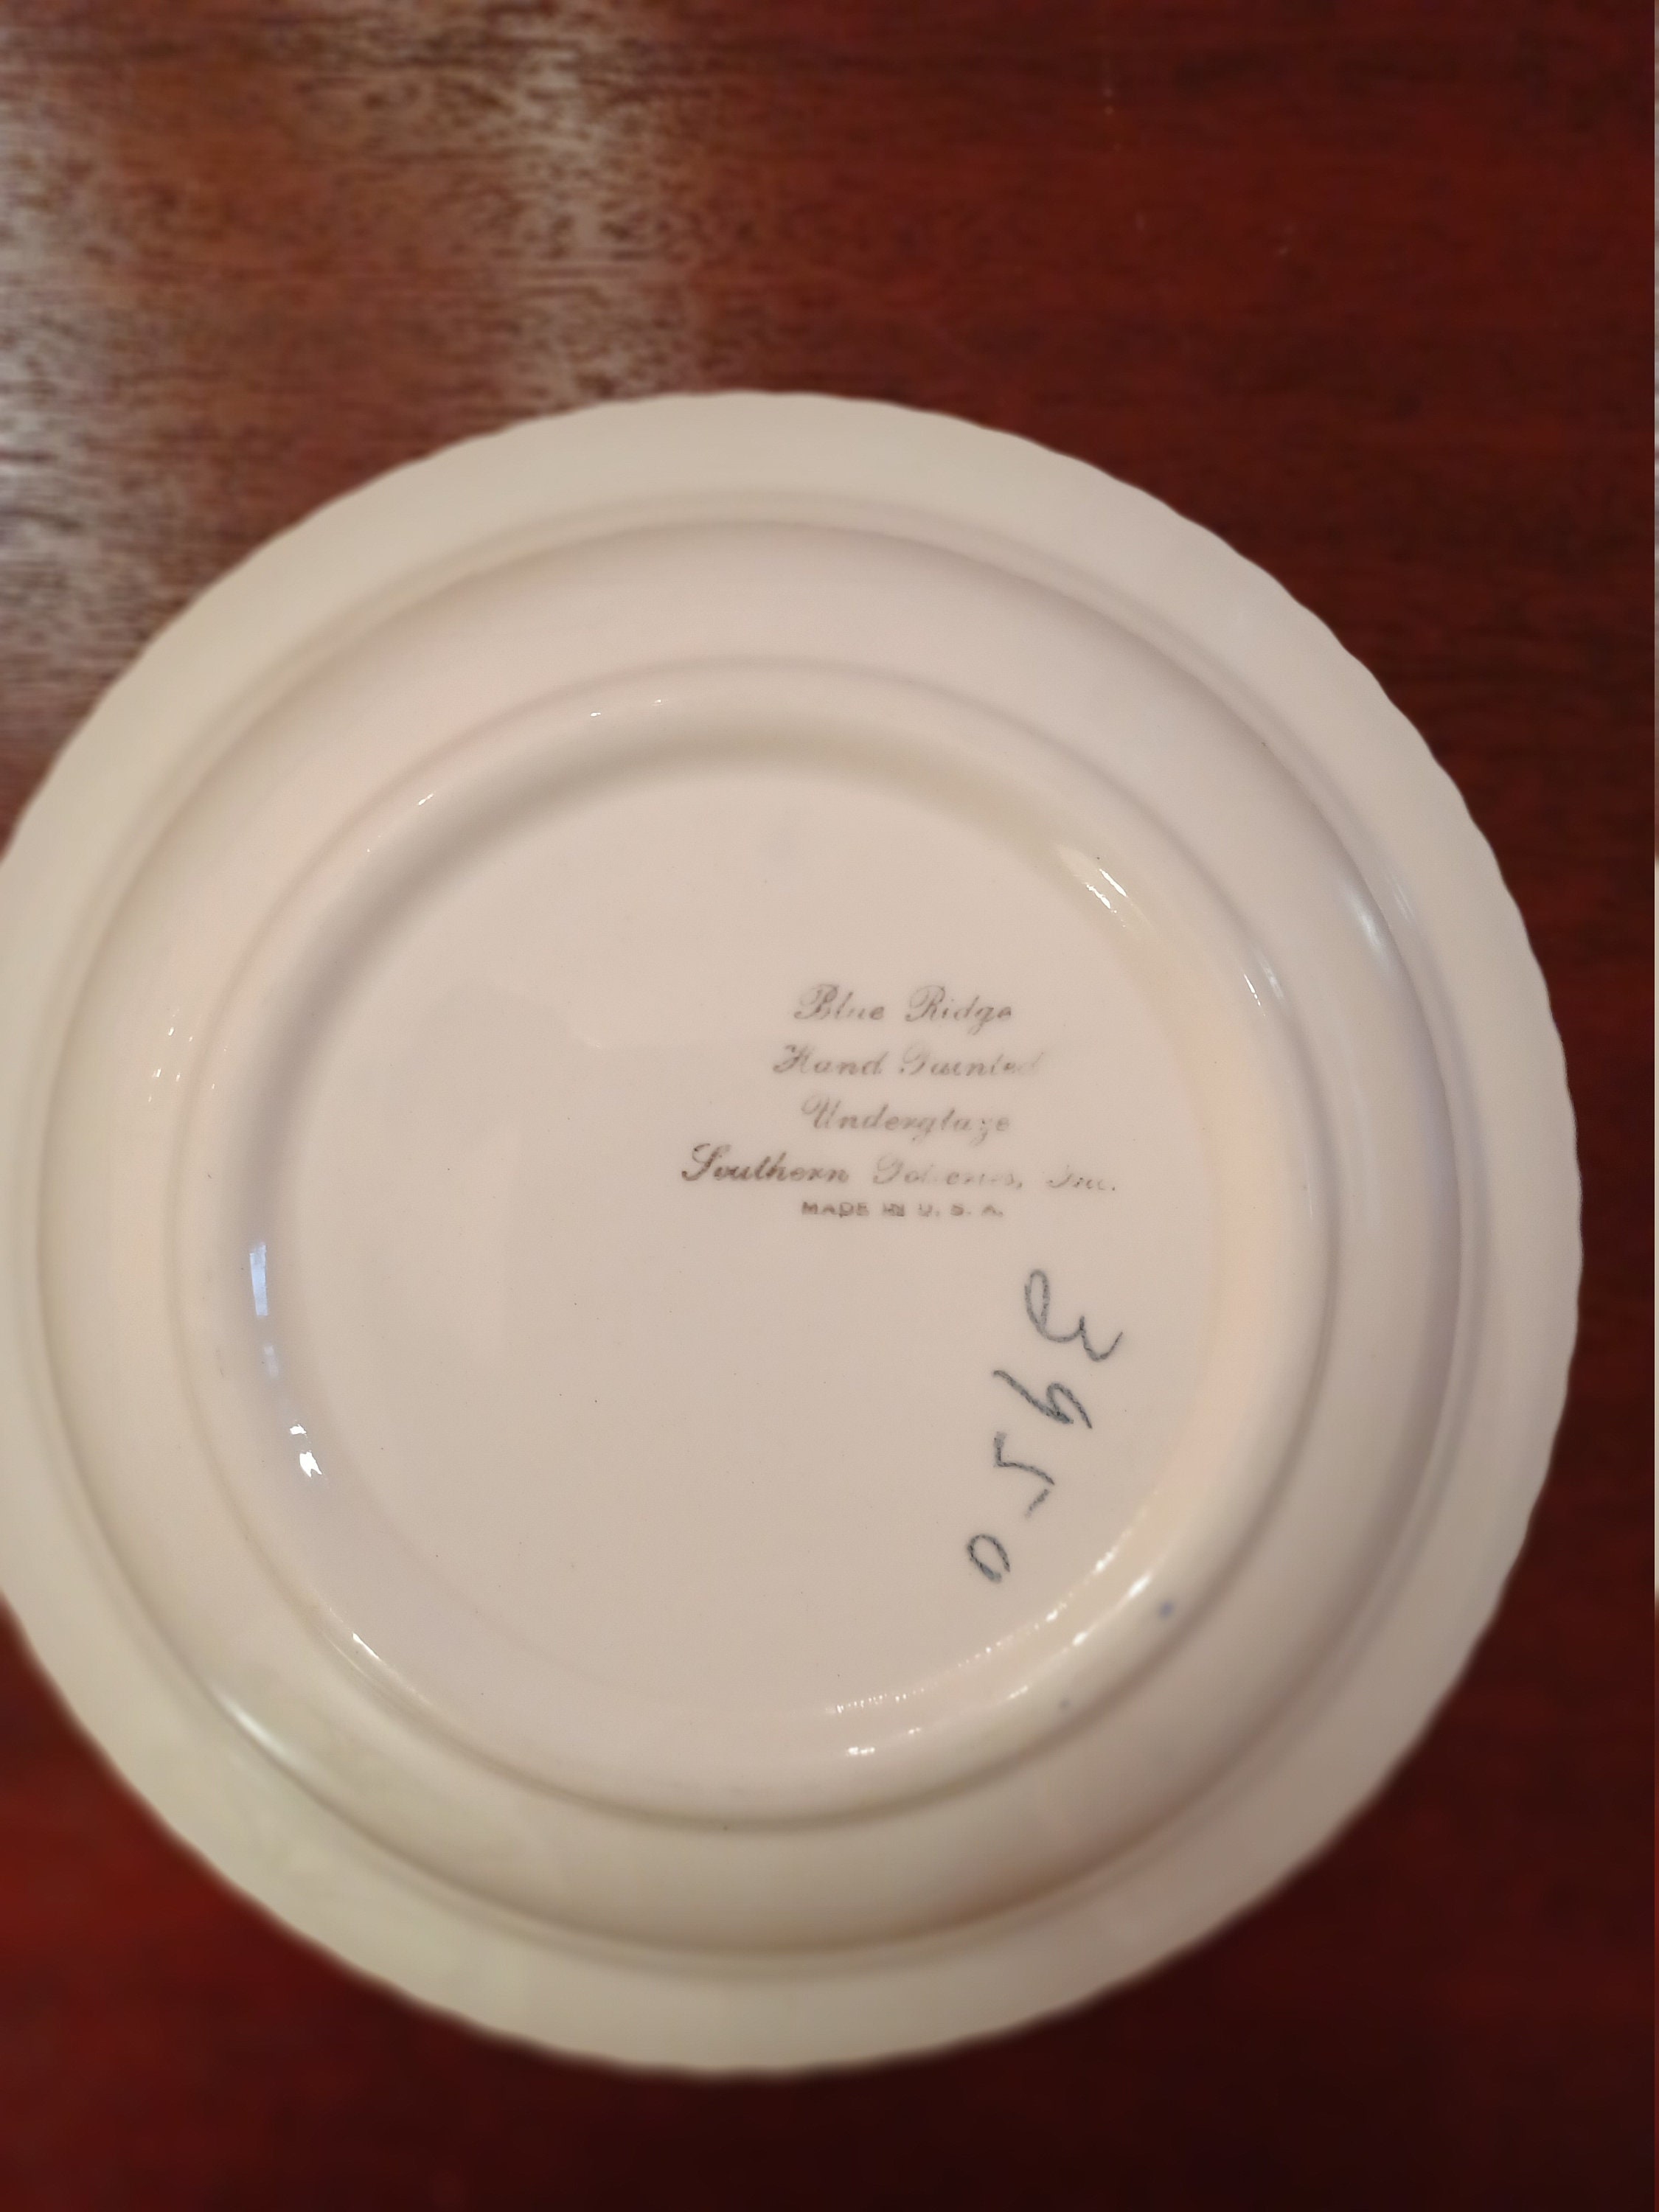 Blue Ridge
Hand Painted
Underglaze
Southern Potteries, Inc.
MADE IN U. S. A.
3950